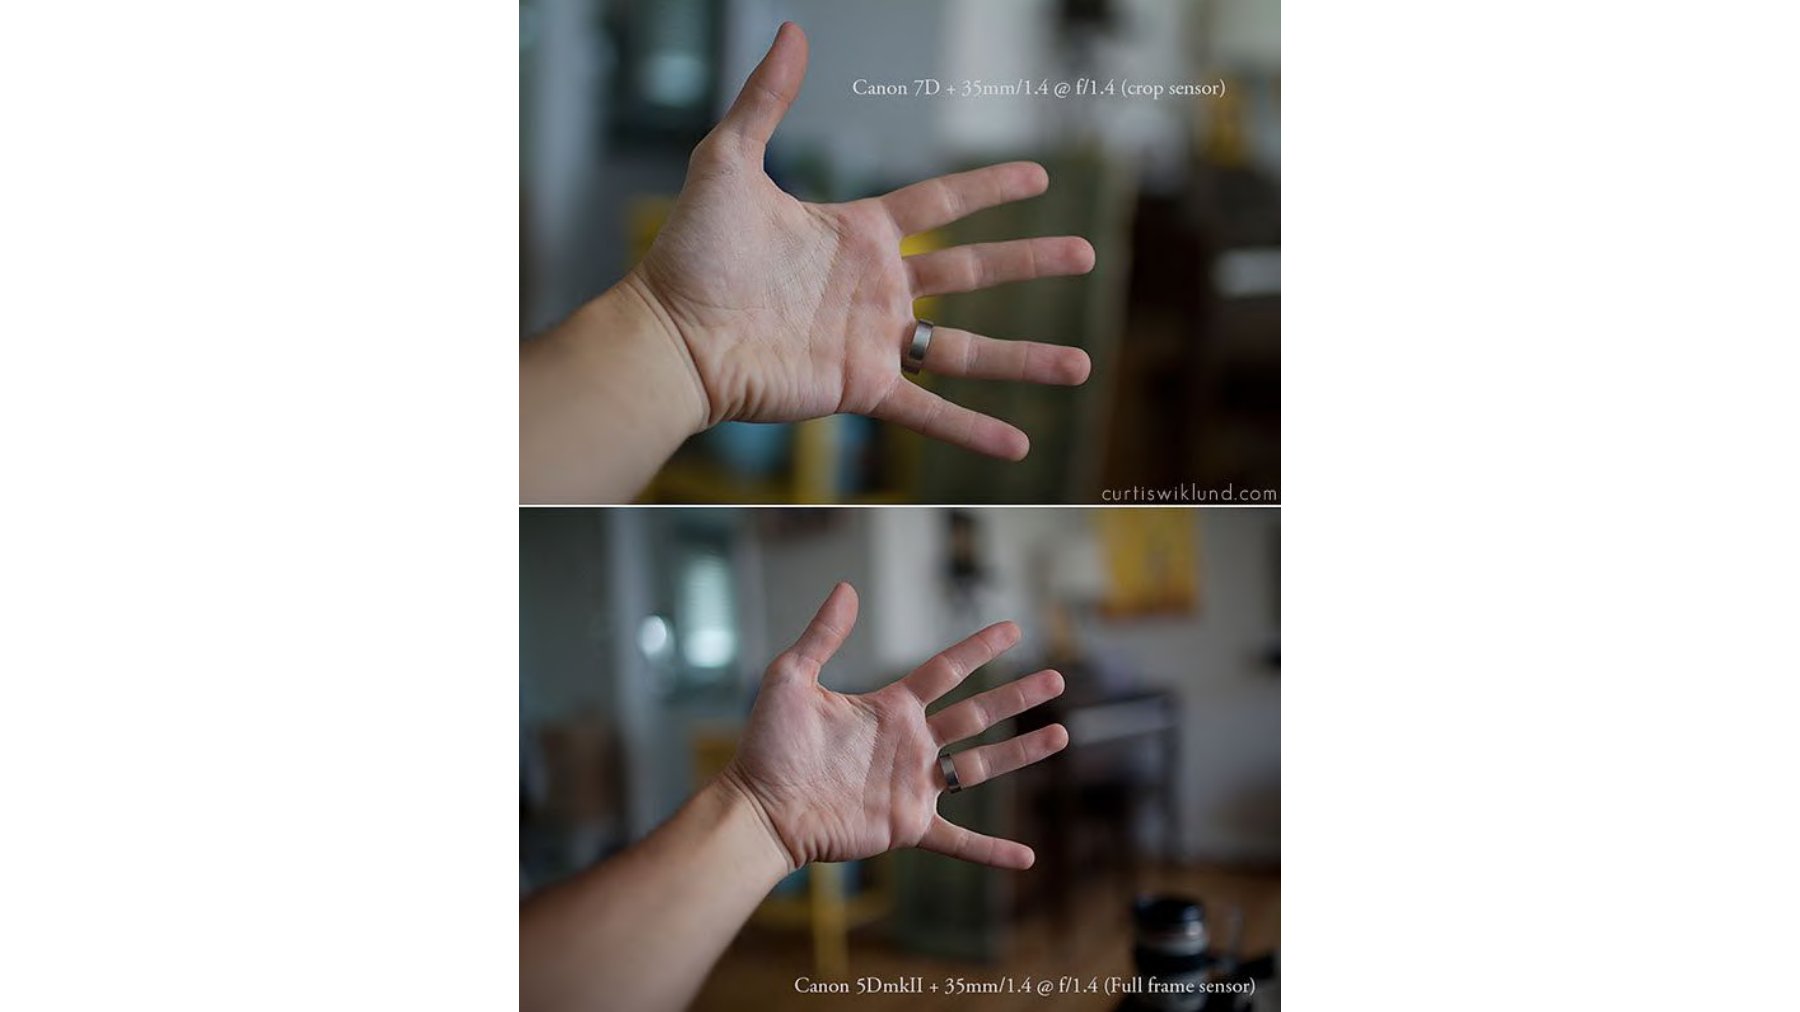 Canon 7D + 35mm/1.4 @ f/1.4 (crop sensor)
curtiswiklund.com
Canon 5DmkII + 35mm/1.4 @ f/1.4 (Full frame sensor)